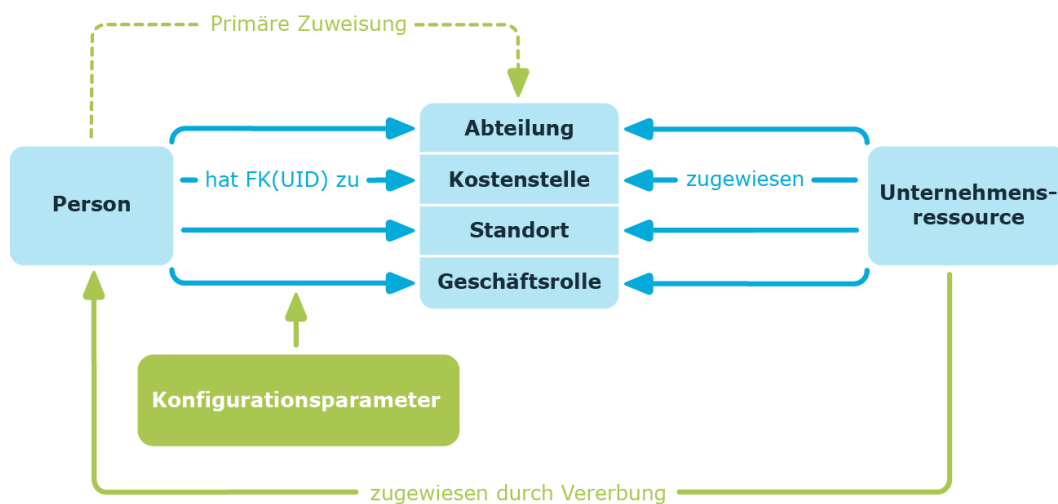 Primäre Zuweisung
Abteilung
hat FK(UID) zu
Kostenstelle
zugewiesen
Person
Unternehmens-
ressource
Standort
Geschäftsrolle
Konfigurationsparameter
zugewiesen durch Vererbung